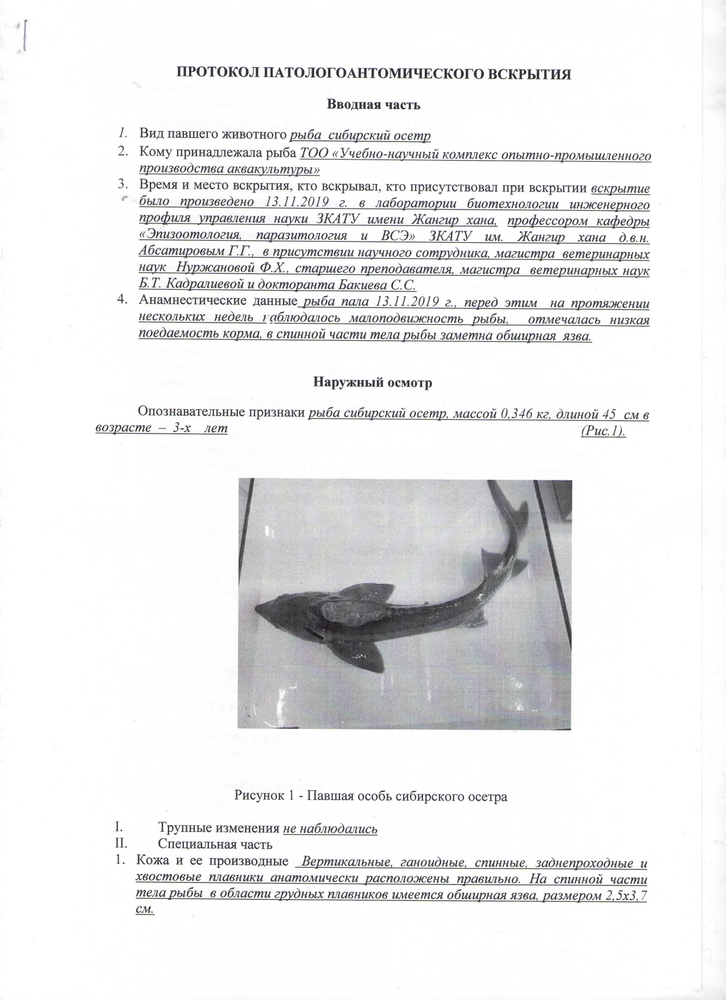 ПРОТОКОЛ ПАТОЛОГОАНТОМИЧЕСКОГО ВСКРЫТИЯ
Вводная часть
1. Вид павшего животного рыба сибирский осетр
2. Кому принадлежала рыба ТОО «Учебно-научный комплекс опытно-промышленного
производства аквакультуры»
3. Время и место вскрытия, кто вскрывал, кто присутствовал при вскрытии вскрытие
было произведено 13.11.2019 г. в лаборатории биотехнологии инженерного
профиля управления науки ЗКАТУ имени Жангир хана, профессором кафедры
«Эпизоотология, паразитология и ВСЭ» ЗКАТУ им. Жангир хана д.в.н.
Абсатировым Г.Г., в присутствии научного сотрудника, магистра ветеринарных
наук Нуржановой Ф.Х., старшего преподавателя, магистра ветеринарных наук
Б.Т. Кадралиевой и докторанта Бакиева С.С.
4. Анамнестические данные рыба пала 13.11.2019 г., перед этим на протяжении
нескольких недель наблюдалось малоподвижность рыбы, отмечалась низкая
поедаемость корма, в спинной части тела рыбы заметна обширная язва.
Наружный осмотр
Опознавательные признаки рыба сибирский осетр, массой 0,346 кг, длиной 45 см в
возрасте – 3-х лет (Рис.1).
Рисунок 1 - Павшая особь сибирского осетра
I. Трупные изменения не наблюдались
II. Специальная часть
1. Кожа и ее производные Вертикальные, ганоидные, спинные, заднепроходные и
хвостовые плавники анатомически расположены правильно. На спинной части
тела рыбы в области грудных плавников имеется обширная язва, размером 2,5х3,7
см.